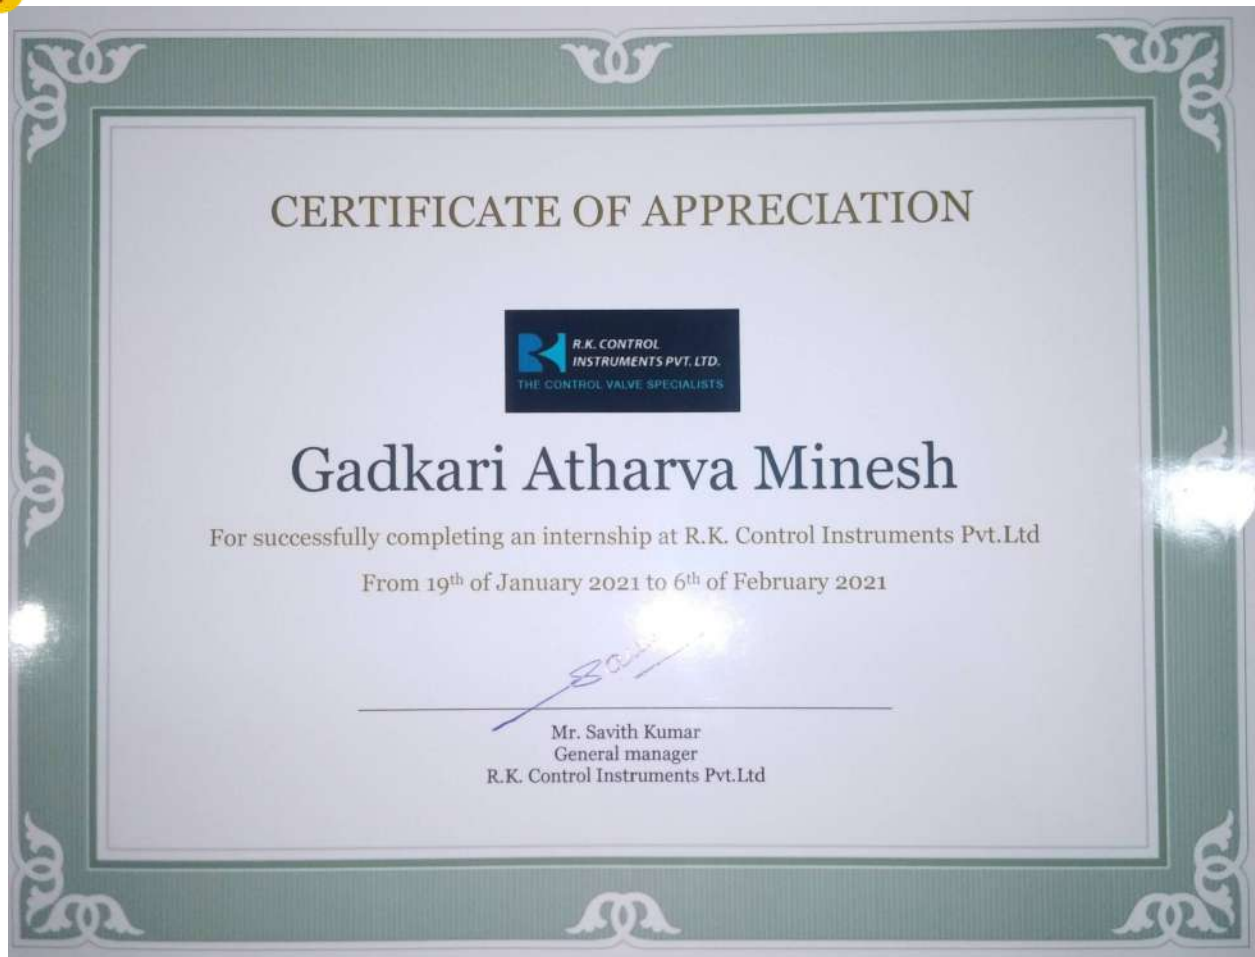 CERTIFICATE OF APPRECIATION
R.K. CONTROL
INSTRUMENTS PVT. LTD.
THE CONTROL VALVE SPECIALISTS
Gadkari Atharva Minesh
For successfully completing an internship at R.K. Control Instruments Pvt.Ltd
From 19th of January 2021 to 6th of February 2021
Mr. Savith Kumar
General manager
R.K. Control Instruments Pvt.Ltd